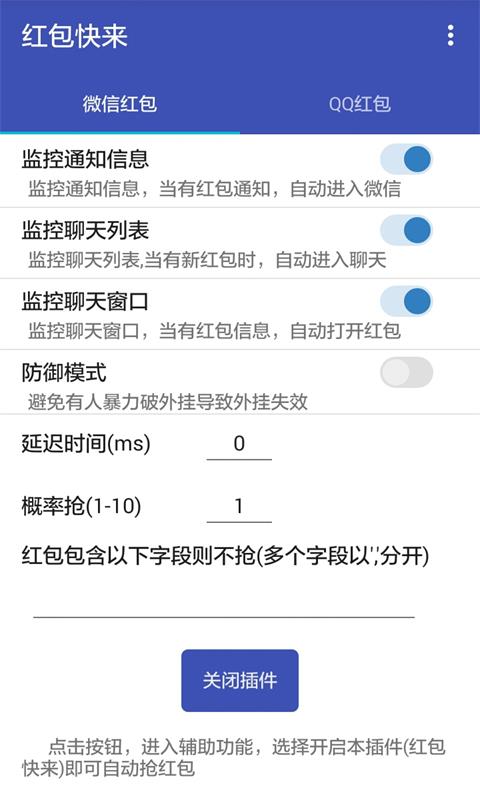 红包快来
微信红包
QQ红包
监控通知信息
监控通知信息，当有红包通知，自动进入微信
监控聊天列表
监控聊天列表,当有新红包时，自动进入聊天
监控聊天窗口
监控聊天窗口，当有红包信息，自动打开红包
防御模式
避免有人暴力破外挂导致外挂失效
延迟时间(ms) 0
概率抢(1-10) 1
红包包含以下字段则不抢(多个字段以','分开)
关闭插件
点击按钮，进入辅助功能，选择开启本插件(红包
快来)即可自动抢红包